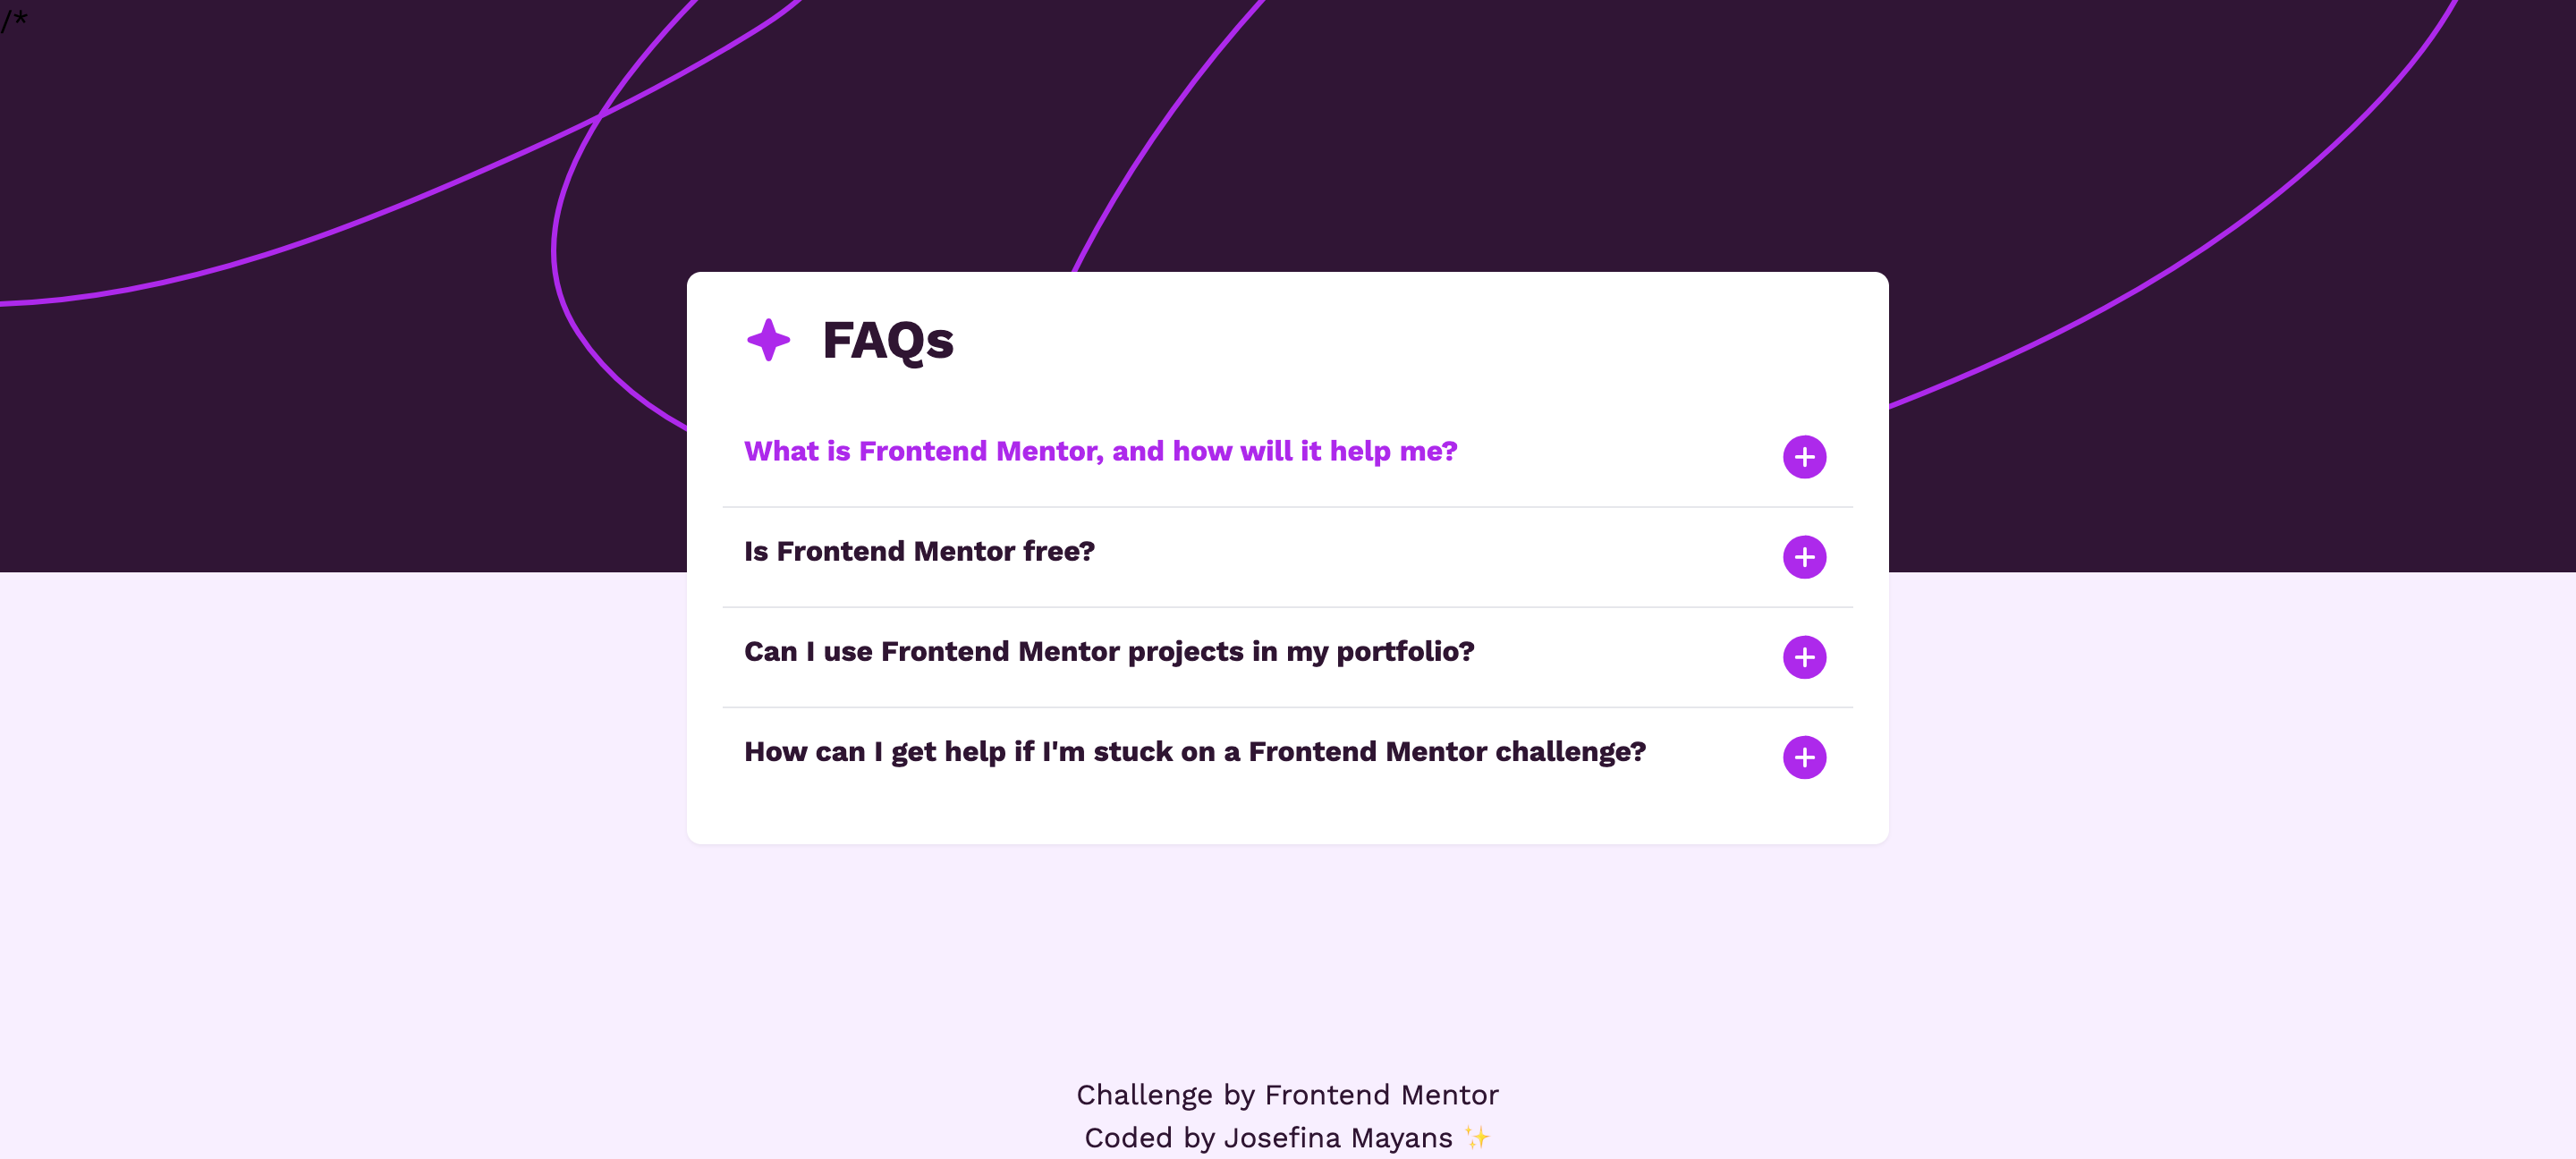 /*
FAQs
What is Frontend Mentor, and how will it help me?
Is Frontend Mentor free?
Can I use Frontend Mentor projects in my portfolio?
How can I get help if I'm stuck on a Frontend Mentor challenge?
Challenge by Frontend Mentor
Coded by Josefina Mayans ✨